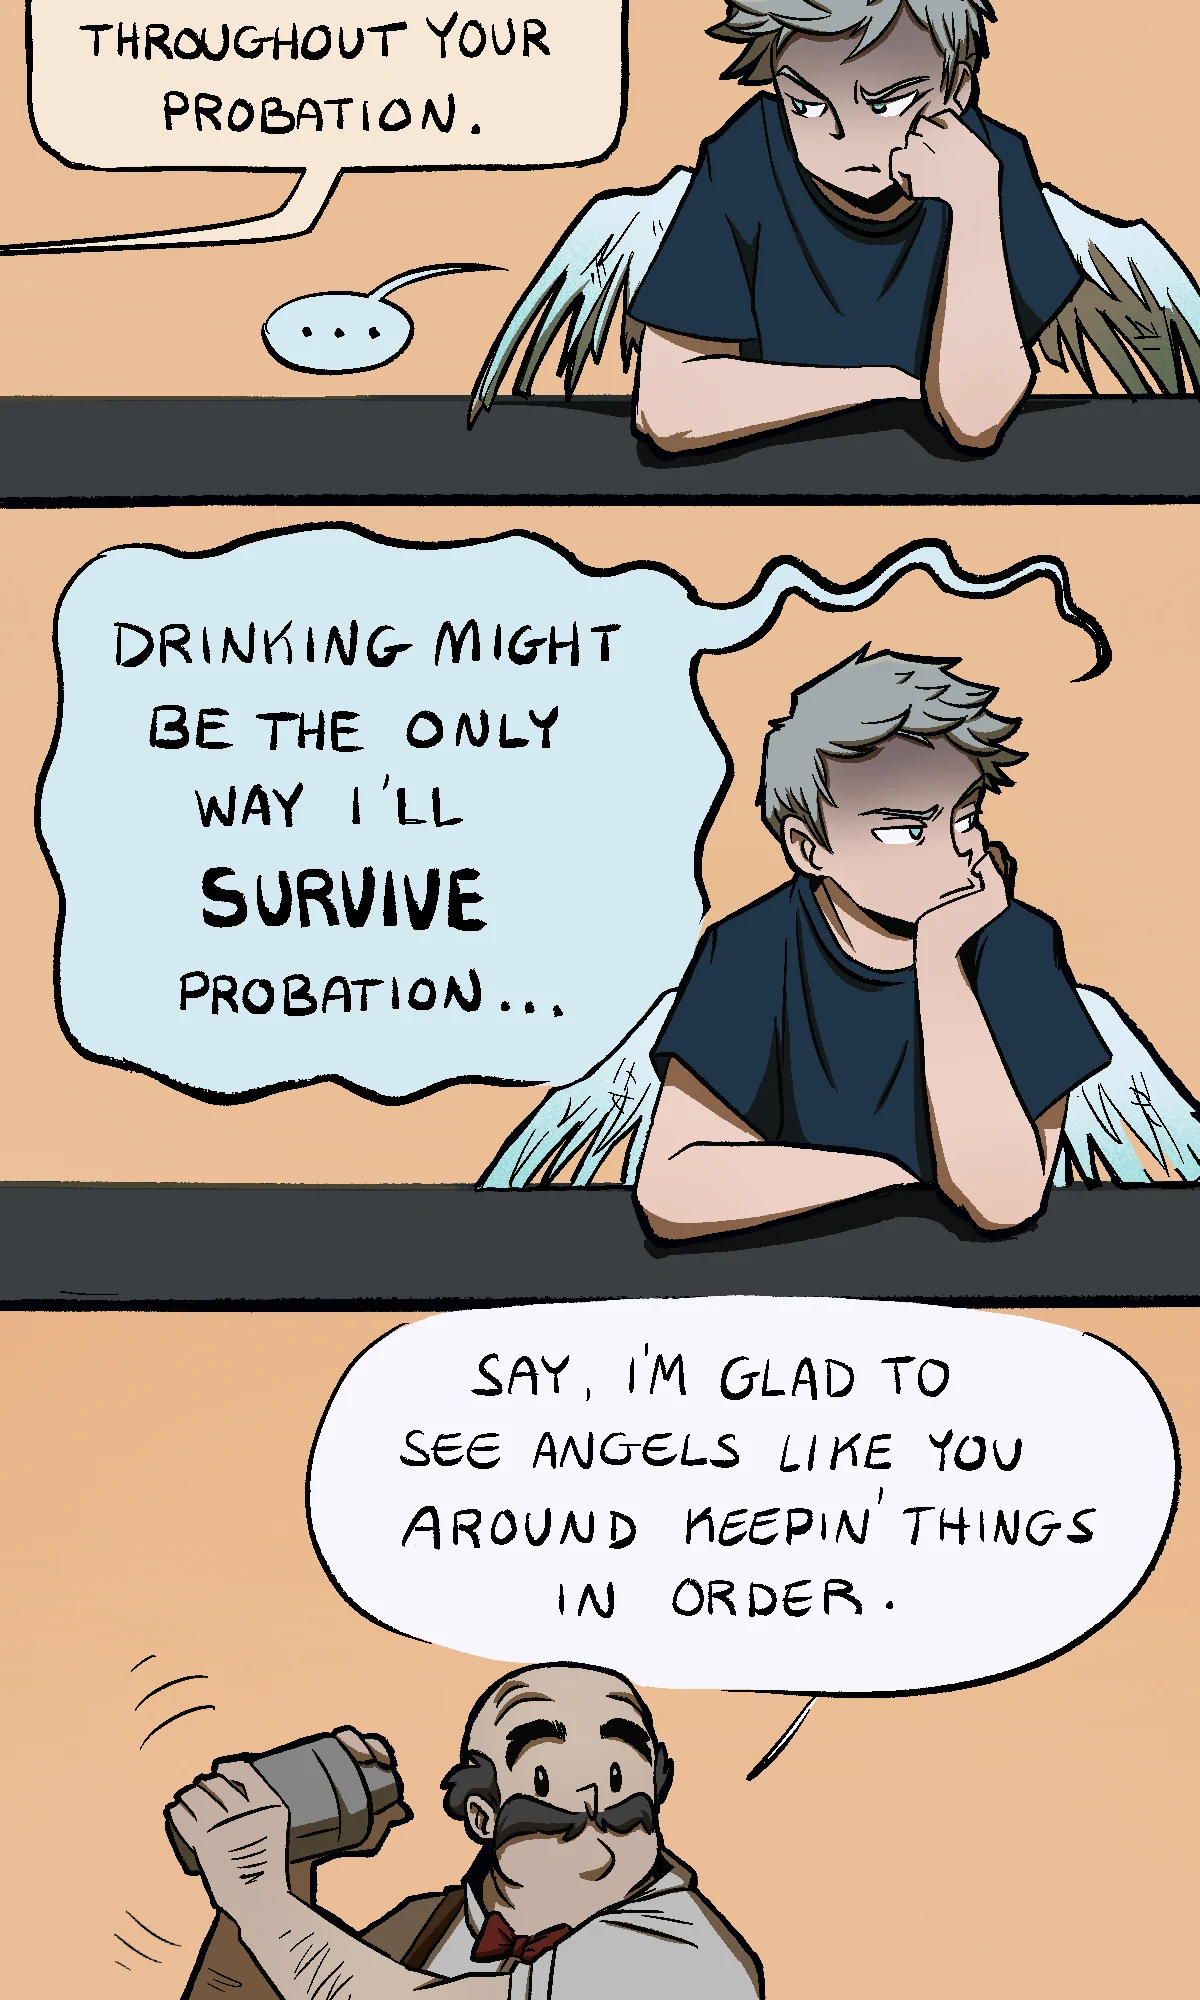 THROUGHOUT YOUR
PROBATION.
...
DRINKING MIGHT
BE THE ONLY
WAY I'LL
SURVIVE
PROBATION...
SAY, I'M GLAD TO
SEE ANGELS LIKE YOU
AROUND KEEPIN' THINGS
IN ORDER.